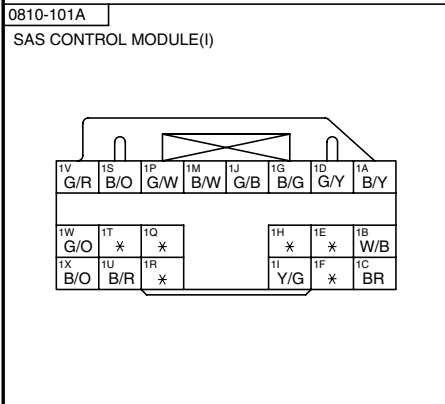 0810-101A
SAS CONTROL MODULE(I)
1V 1S 1P 1M 1J 1G 1D 1A
G/R B/O G/W B/W G/B B/G G/Y B/Y
1W 1T 1Q 1H 1E 1B
G/O * * * * W/B
1X 1U 1R 1I 1F 1C
B/O B/R * Y/G * BR